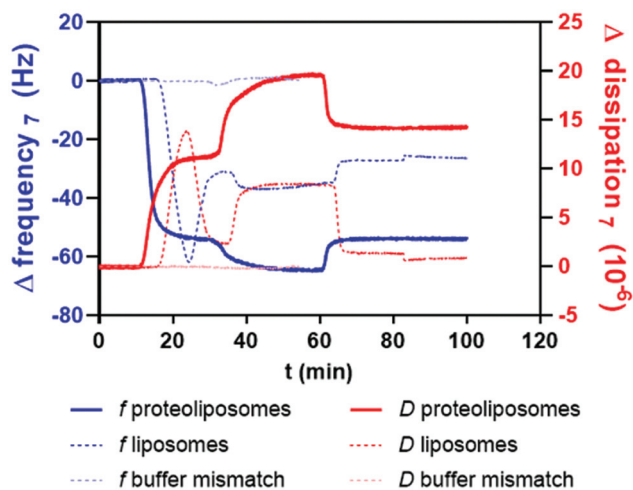 Δ frequency 7 (Hz)
20
0
-20
-40
-60
-80
25
20
15
10
5
0
-5
Δ dissipation 7 (10-6)
0
20
40
60
80
100
120
t (min)
f proteoliposomes
D proteoliposomes
f liposomes
D liposomes
f buffer mismatch
D buffer mismatch